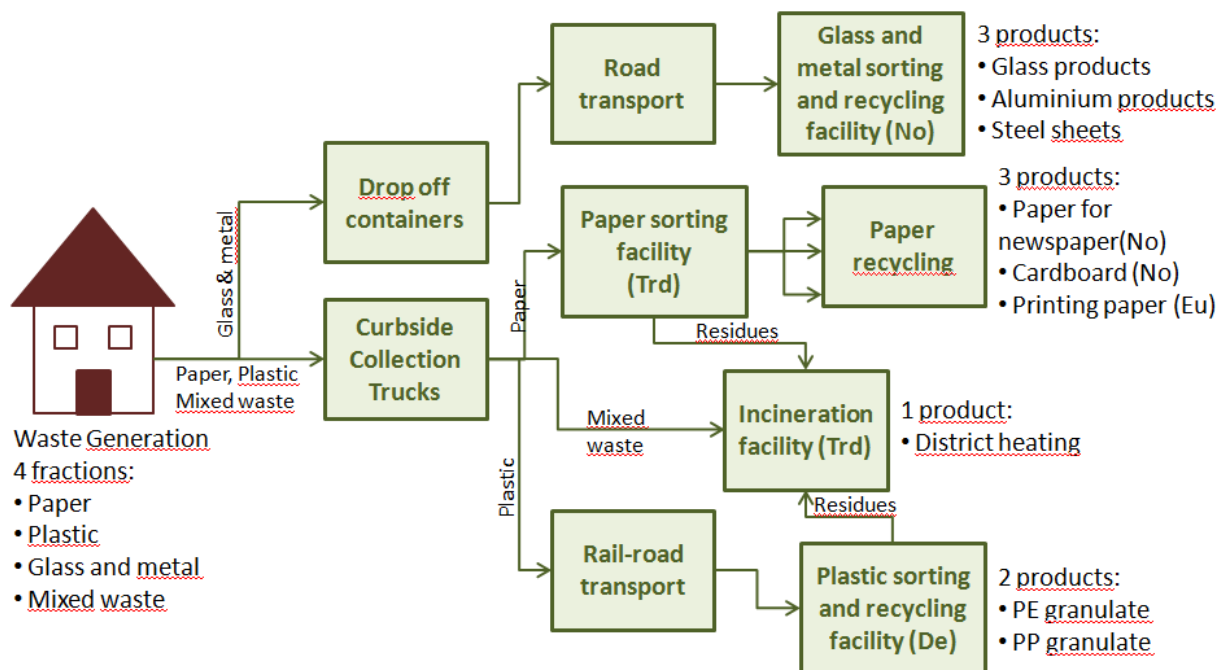 Road
transport
Glass and
metal sorting
and recycling
facility (No)
3 products:
• Glass products
• Aluminium products
• Steel sheets
Drop off
containers
Glass & metal
Paper sorting
facility
(Trd)
Paper
recycling
3 products:
• Paper for
newspaper(No)
• Cardboard (No)
• Printing paper (Eu)
Paper
Residues
Curbside
Collection
Trucks
Paper, Plastic
Mixed waste
Mixed
waste
Incineration
facility (Trd)
1 product:
• District heating
Waste Generation
4 fractions:
• Paper
• Plastic
• Glass and metal
• Mixed waste
Plastic
Residues
Rail-road
transport
Plastic sorting
and recycling
facility (De)
2 products:
• PE granulate
• PP granulate